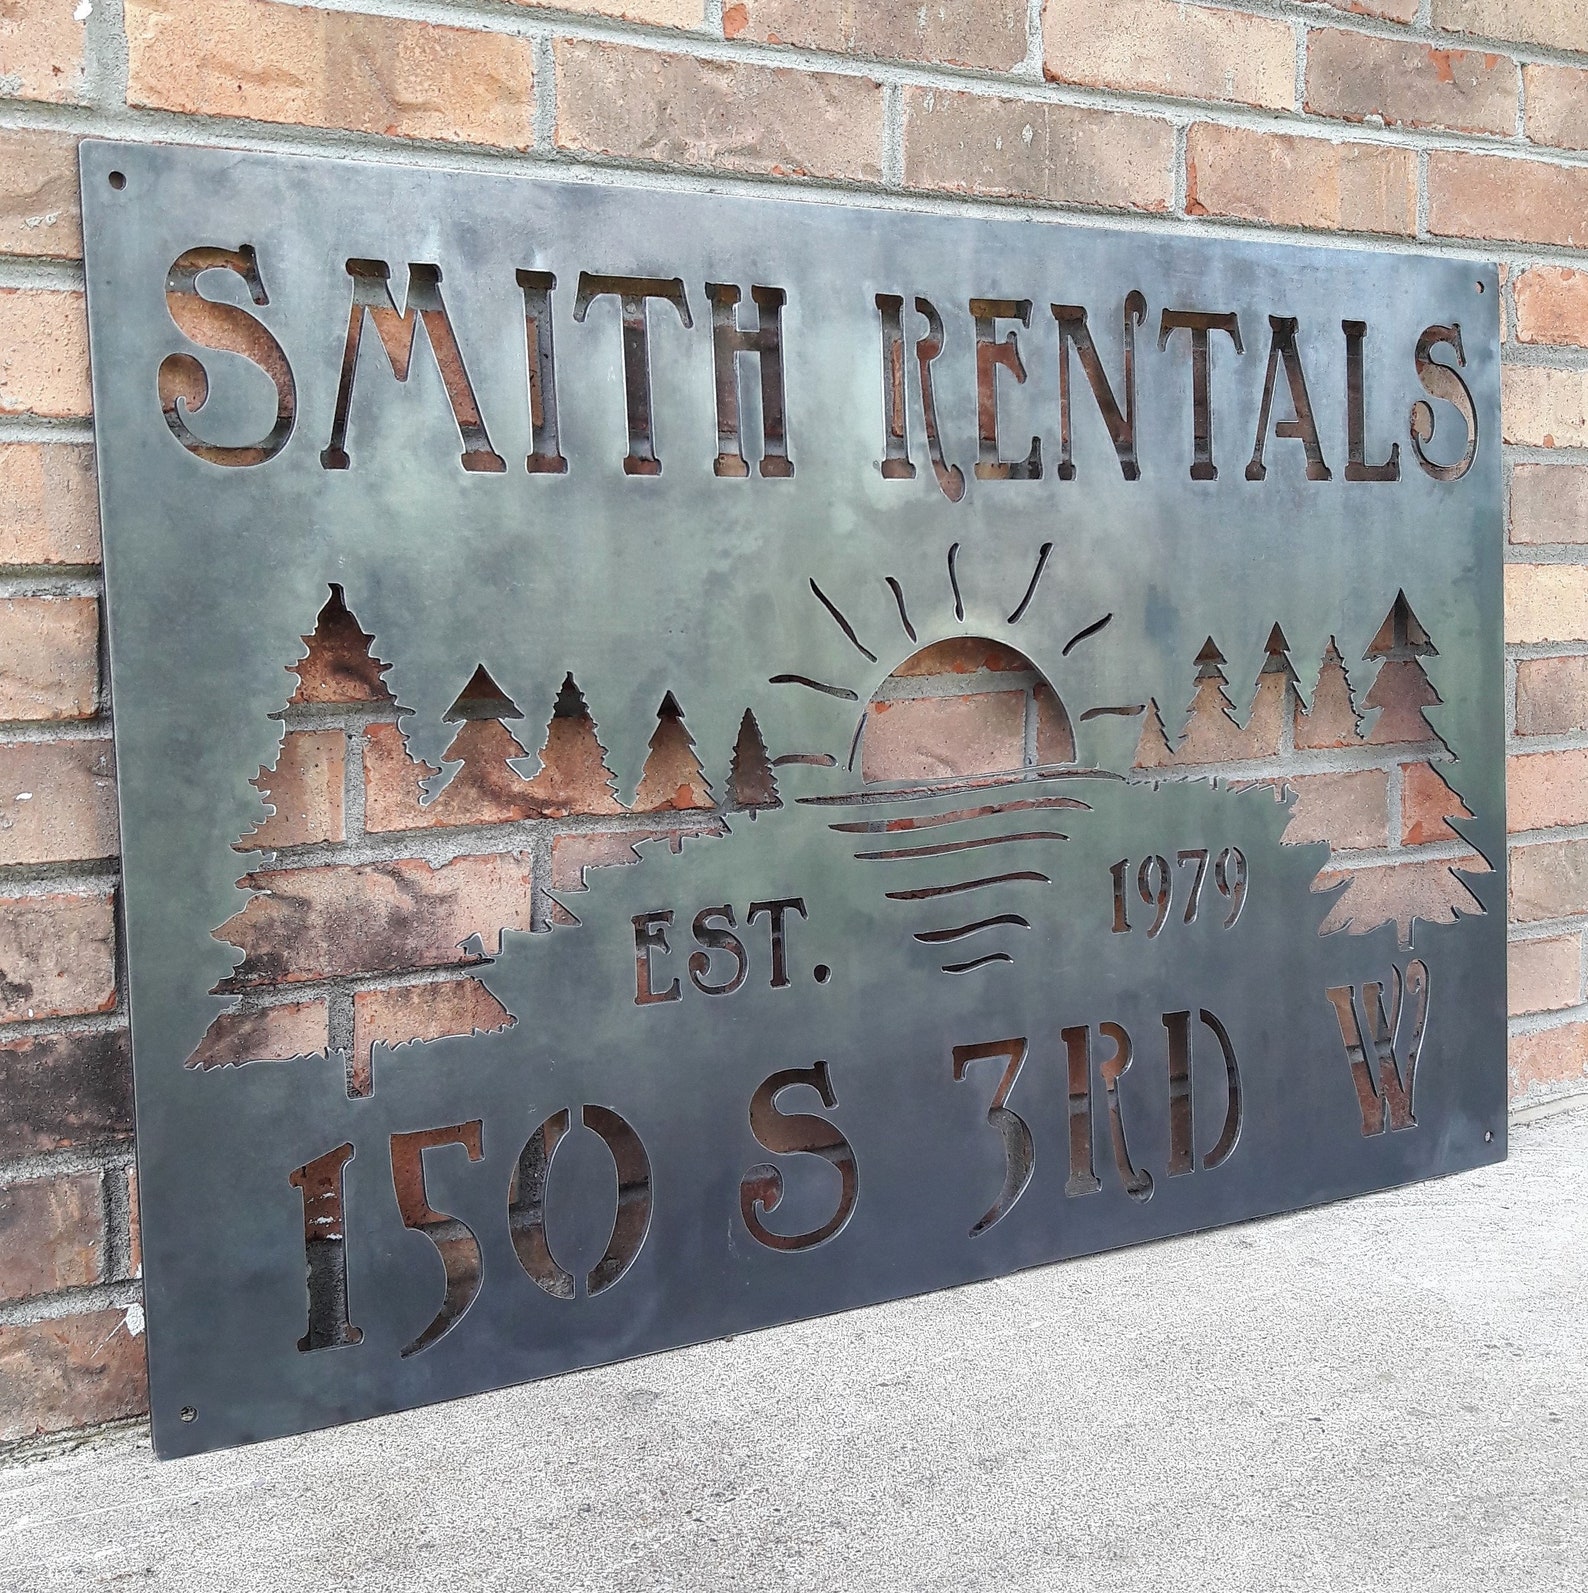 SMITH RENTALS
EST. 1979
150 S 3RD W